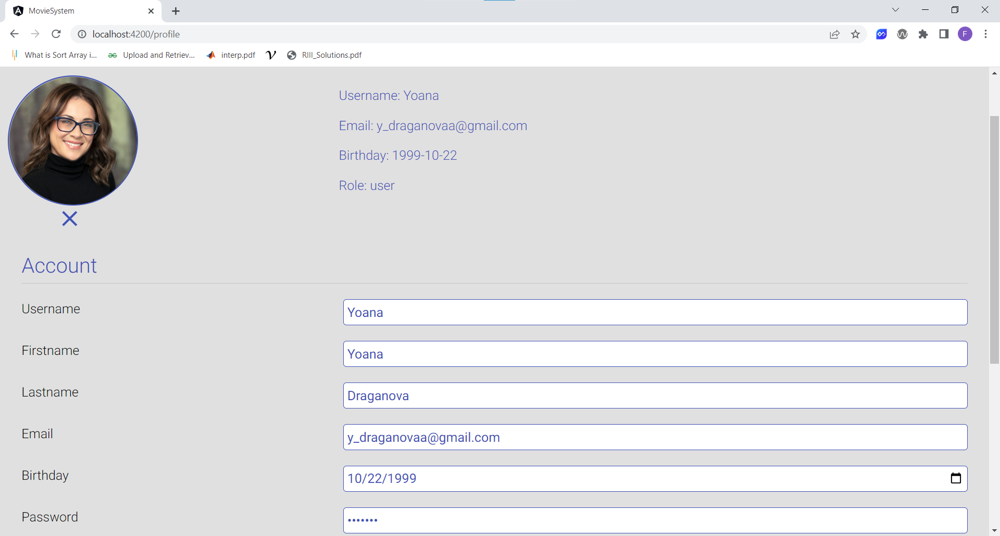 MovieSystem
localhost:4200/profile
F
What is Sort Array i... Upload and Retriev... interp.pdf RIII_Solutions.pdf
Username: Yoana
Email: y_draganovaa@gmail.com
Birthday: 1999-10-22
Role: user
Account
Username Yoana
Firstname Yoana
Lastname Draganova
Email y_draganovaa@gmail.com
Birthday 10/22/1999
Password •••••••